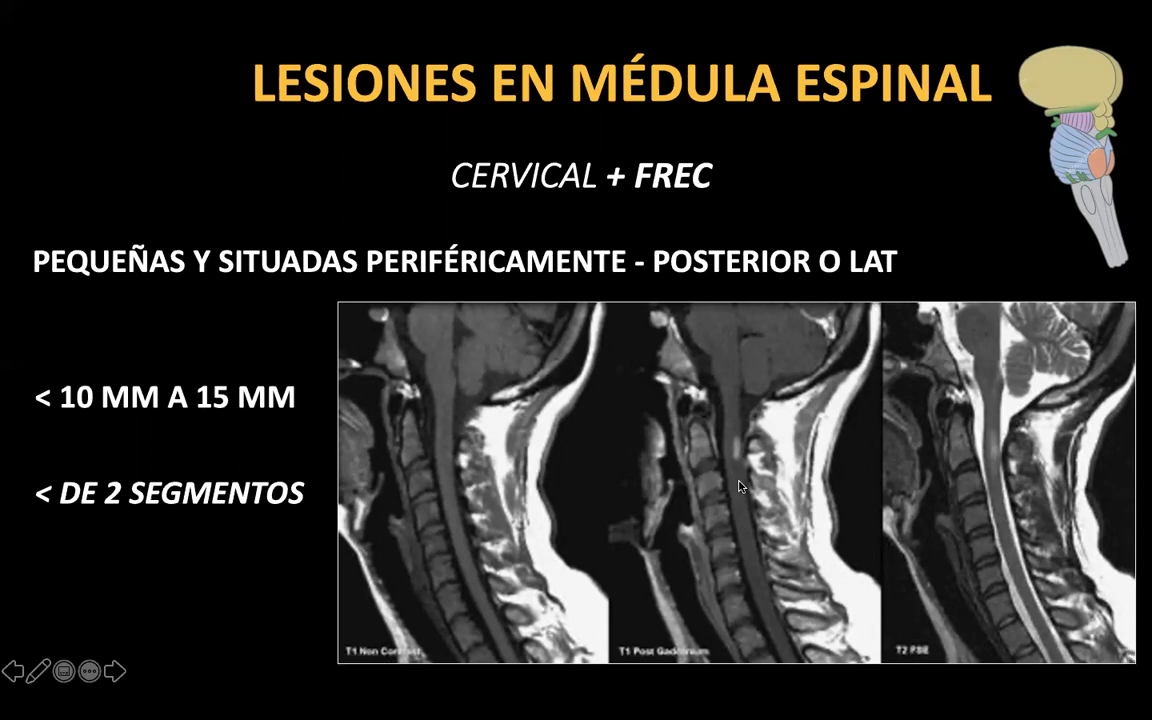 LESIONES EN MÉDULA ESPINAL
CERVICAL + FREC
PEQUEÑAS Y SITUADAS PERIFÉRICAMENTE - POSTERIOR O LAT
< 10 MM A 15 MM
< DE 2 SEGMENTOS
T1 Non Contrast
T1 Post Gadolinium
T2 FSE